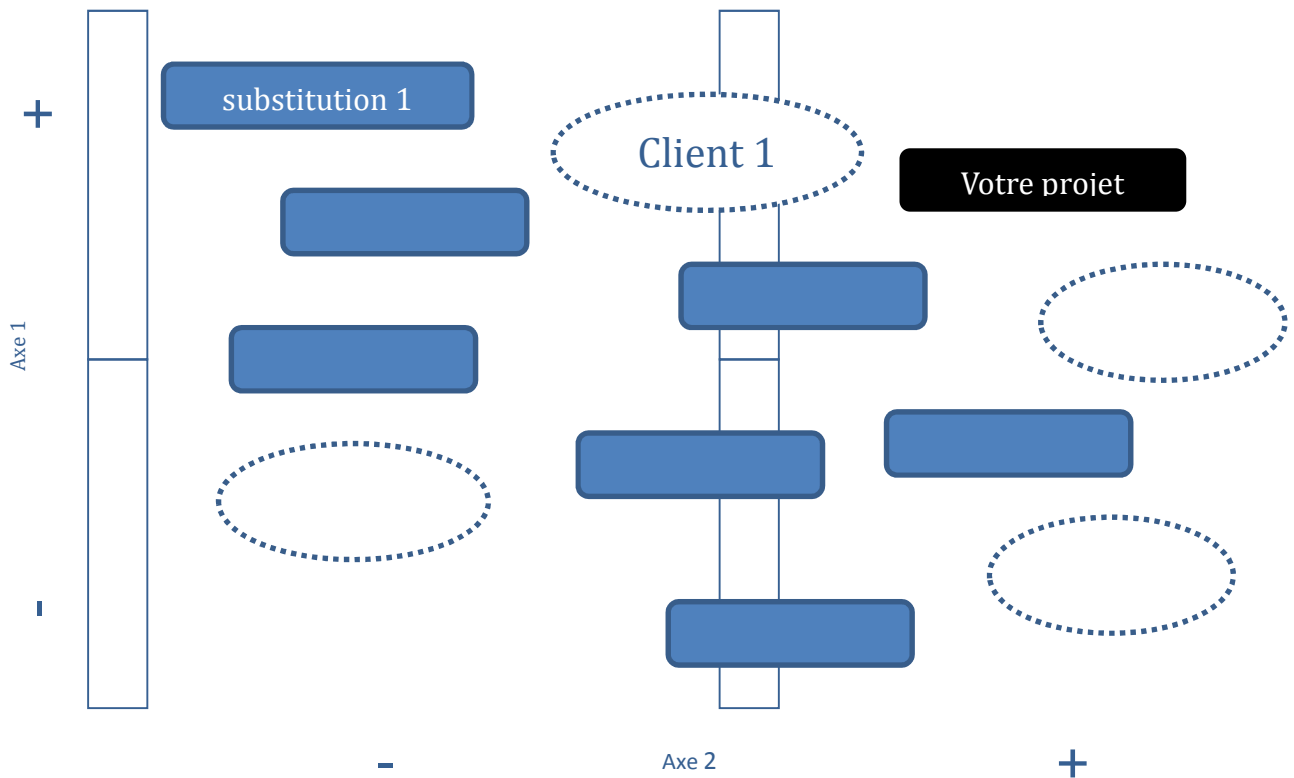 substitution 1
+
Client 1
Votre projet
Axe 1
-
-
Axe 2
+